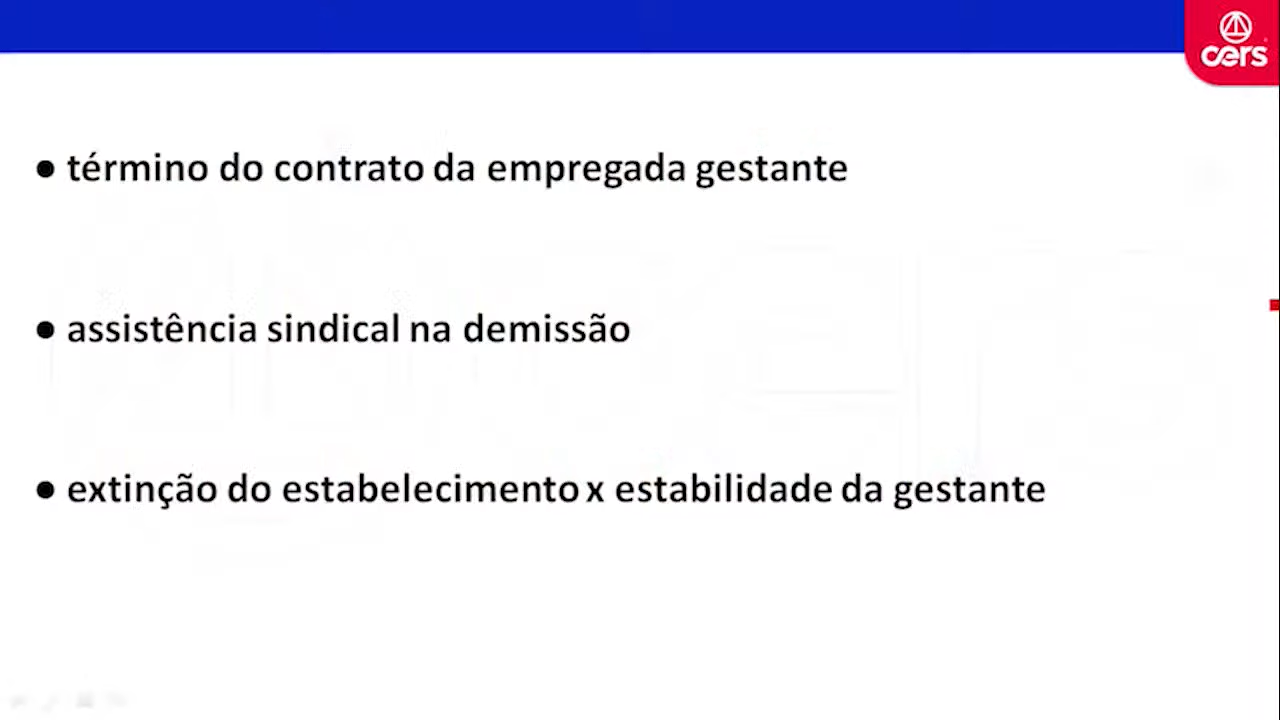 cers
● término do contrato da empregada gestante
● assistência sindical na demissão
● extinção do estabelecimento x estabilidade da gestante